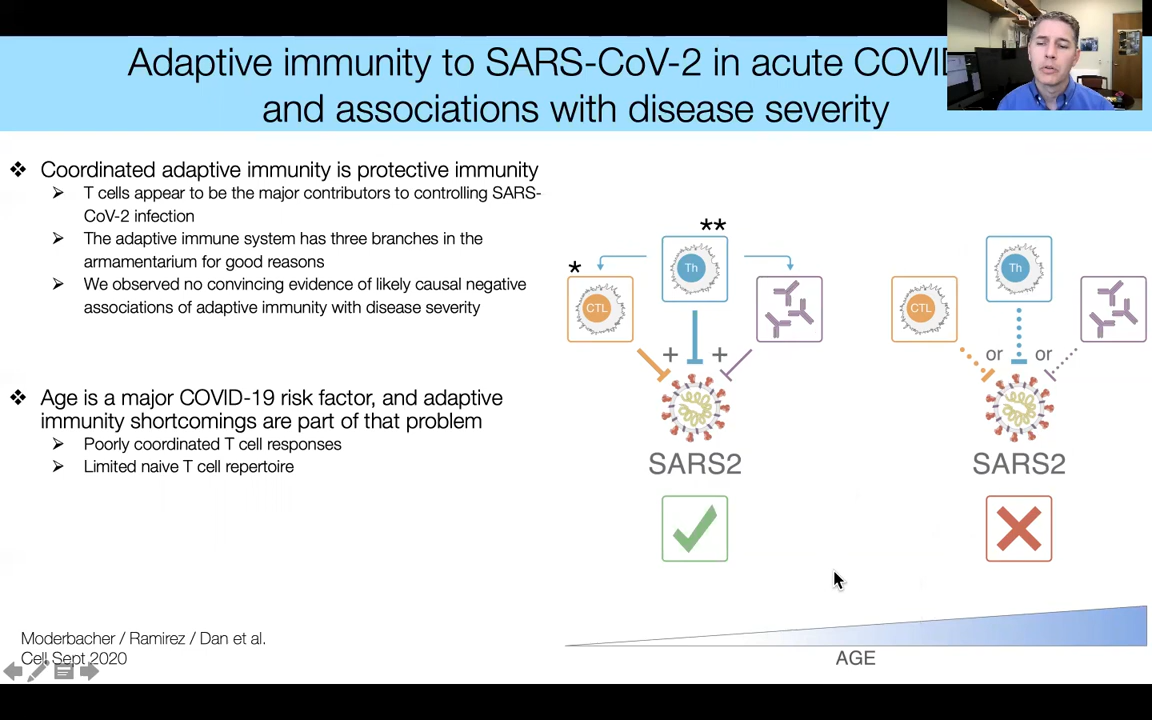 Adaptive immunity to SARS-CoV-2 in acute COVI
and associations with disease severity
❖ Coordinated adaptive immunity is protective immunity
➢ T cells appear to be the major contributors to controlling SARS-
CoV-2 infection
➢ The adaptive immune system has three branches in the
armamentarium for good reasons
➢ We observed no convincing evidence of likely causal negative
associations of adaptive immunity with disease severity
❖ Age is a major COVID-19 risk factor, and adaptive
immunity shortcomings are part of that problem
➢ Poorly coordinated T cell responses
➢ Limited naive T cell repertoire
Moderbacher / Ramirez / Dan et al.
Cell Sept 2020
**
*
Th
CTL
+ +
SARS2
Th
CTL
or or
SARS2
AGE